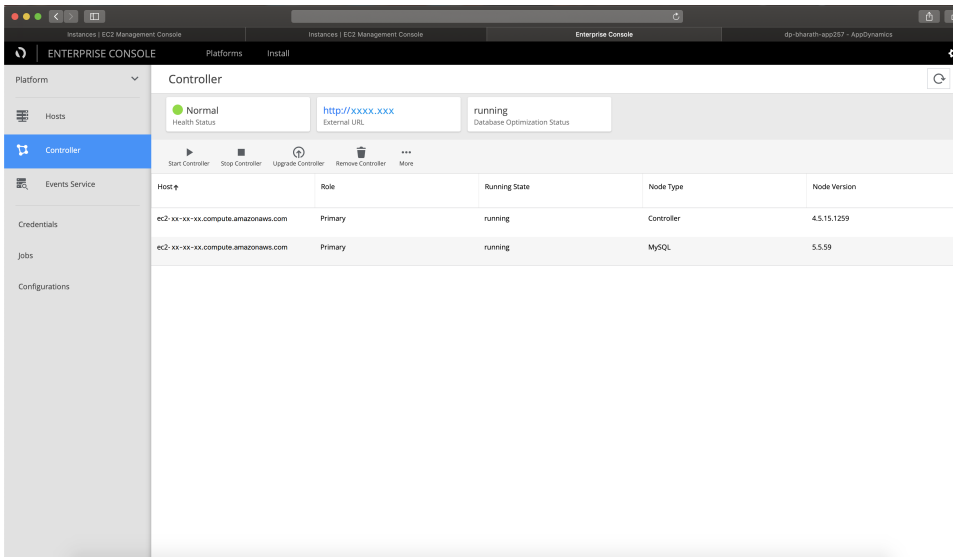 Instances | EC2 Management Console
Instances | EC2 Management Console
Enterprise Console
dp-bharath-app257 - AppDynamics
ENTERPRISE CONSOLE
Platforms
Install
Platform
Controller
Hosts
Controller
Events Service
Credentials
Jobs
Configurations
Normal
Health Status
http://xxxx.xxx
External URL
running
Database Optimization Status
Start Controller
Stop Controller
Upgrade Controller
Remove Controller
More
Host
Role
Running State
Node Type
Node Version
ec2- xx-xx-xx.compute.amazonaws.com
Primary
running
Controller
4.5.15.1259
ec2- xx-xx-xx.compute.amazonaws.com
Primary
running
MySQL
5.5.59